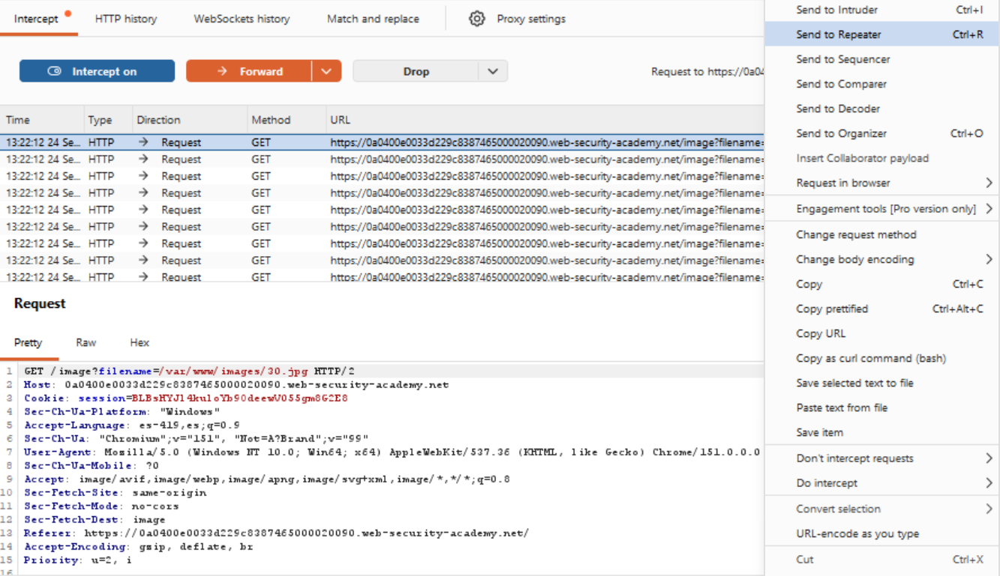 Intercept HTTP history WebSockets history Match and replace Proxy settings
Intercept on Forward Drop Request to https://0a04
Time Type Direction Method URL
13:22:12 24 Se... HTTP → Request GET https://0a0400e0033d229c8387465000020090.web-security-academy.net/image?filename=
13:22:12 24 Se... HTTP → Request GET https://0a0400e0033d229c8387465000020090.web-security-academy.net/image?filename=
13:22:12 24 Se... HTTP → Request GET https://0a0400e0033d229c8387465000020090.web-security-academy.net/image?filename=
13:22:12 24 Se... HTTP → Request GET https://0a0400e0033d229c8387465000020090.web-security-academy.net/image?filename=
13:22:12 24 Se... HTTP → Request GET https://0a0400e0033d229c8387465000020090.web-security-academy.net/image?filename=
13:22:12 24 Se... HTTP → Request GET https://0a0400e0033d229c8387465000020090.web-security-academy.net/image?filename=
13:22:12 24 Se... HTTP → Request GET https://0a0400e0033d229c8387465000020090.web-security-academy.net/image?filename=
13:22:12 24 Se... HTTP → Request GET https://0a0400e0033d229c8387465000020090.web-security-academy.net/image?filename=
13:22:12 24 Se... HTTP → Request GET https://0a0400e0033d229c8387465000020090.web-security-academy.net/image?filename=
Request
Pretty Raw Hex
1 GET /image?filename=/var/www/images/30.jpg HTTP/2
2 Host: 0a0400e0033d229c8387465000020090.web-security-academy.net
3 Cookie: session=BLBsHYJl4kuloYb90deewV055gm8G2E8
4 Sec-Ch-Ua-Platform: "Windows"
5 Accept-Language: es-419,es;q=0.9
6 Sec-Ch-Ua: "Chromium";v="151", "Not=A?Brand";v="99"
7 User-Agent: Mozilla/5.0 (Windows NT 10.0; Win64; x64) AppleWebKit/537.36 (KHTML, like Gecko) Chrome/151.0.0.0
8 Sec-Ch-Ua-Mobile: ?0
9 Accept: image/avif,image/webp,image/apng,image/svg+xml,image/*,*/*;q=0.8
10 Sec-Fetch-Site: same-origin
11 Sec-Fetch-Mode: no-cors
12 Sec-Fetch-Dest: image
13 Referer: https://0a0400e0033d229c8387465000020090.web-security-academy.net/
14 Accept-Encoding: gzip, deflate, br
15 Priority: u=2, i
16
Send to Intruder Ctrl+I
Send to Repeater Ctrl+R
Send to Sequencer
Send to Comparer
Send to Decoder
Send to Organizer Ctrl+O
Insert Collaborator payload
Request in browser
Engagement tools [Pro version only]
Change request method
Change body encoding
Copy Ctrl+C
Copy prettified Ctrl+Alt+C
Copy URL
Copy as curl command (bash)
Save selected text to file
Paste text from file
Save item
Don't intercept requests
Do intercept
Convert selection
URL-encode as you type
Cut Ctrl+X